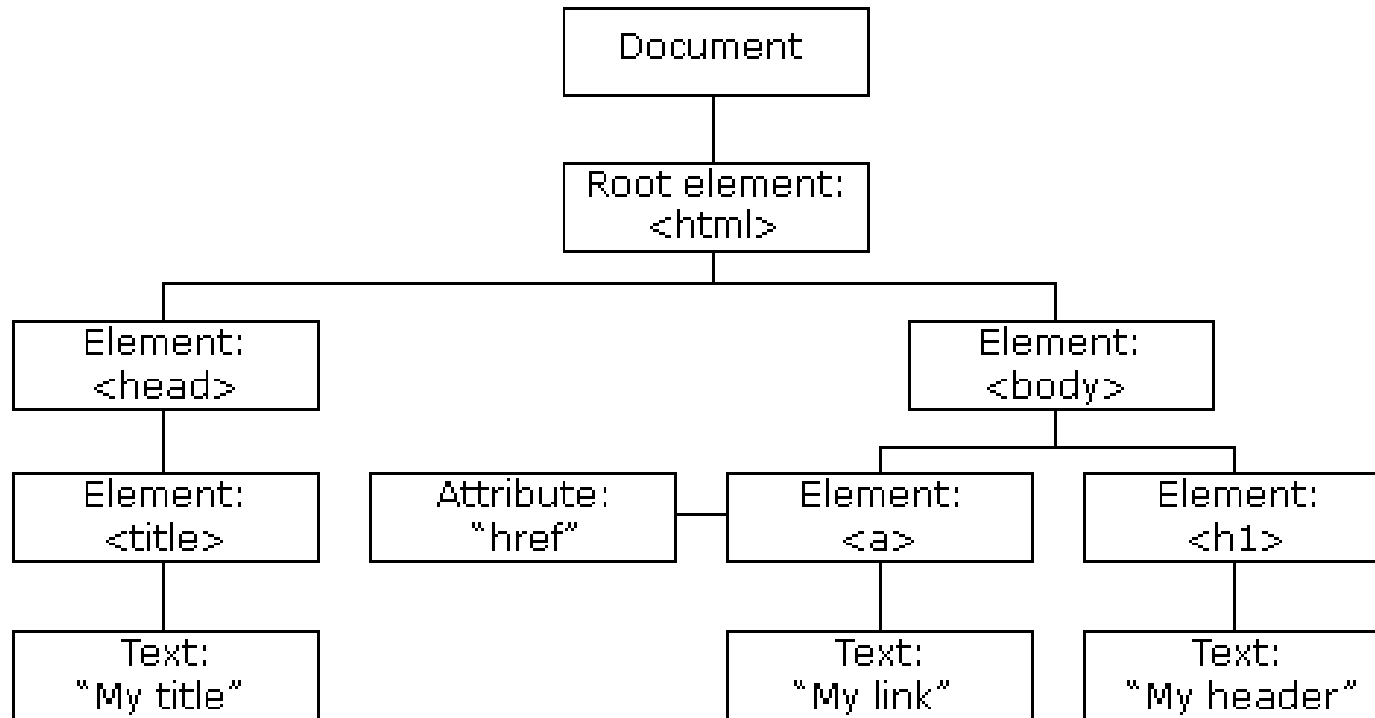 Document
Root element:
<html>
Element:
<head>
Element:
<body>
Element:
<title>
Attribute:
"href"
Element:
<a>
Element:
<h1>
Text:
"My title"
Text:
"My link"
Text:
"My header"